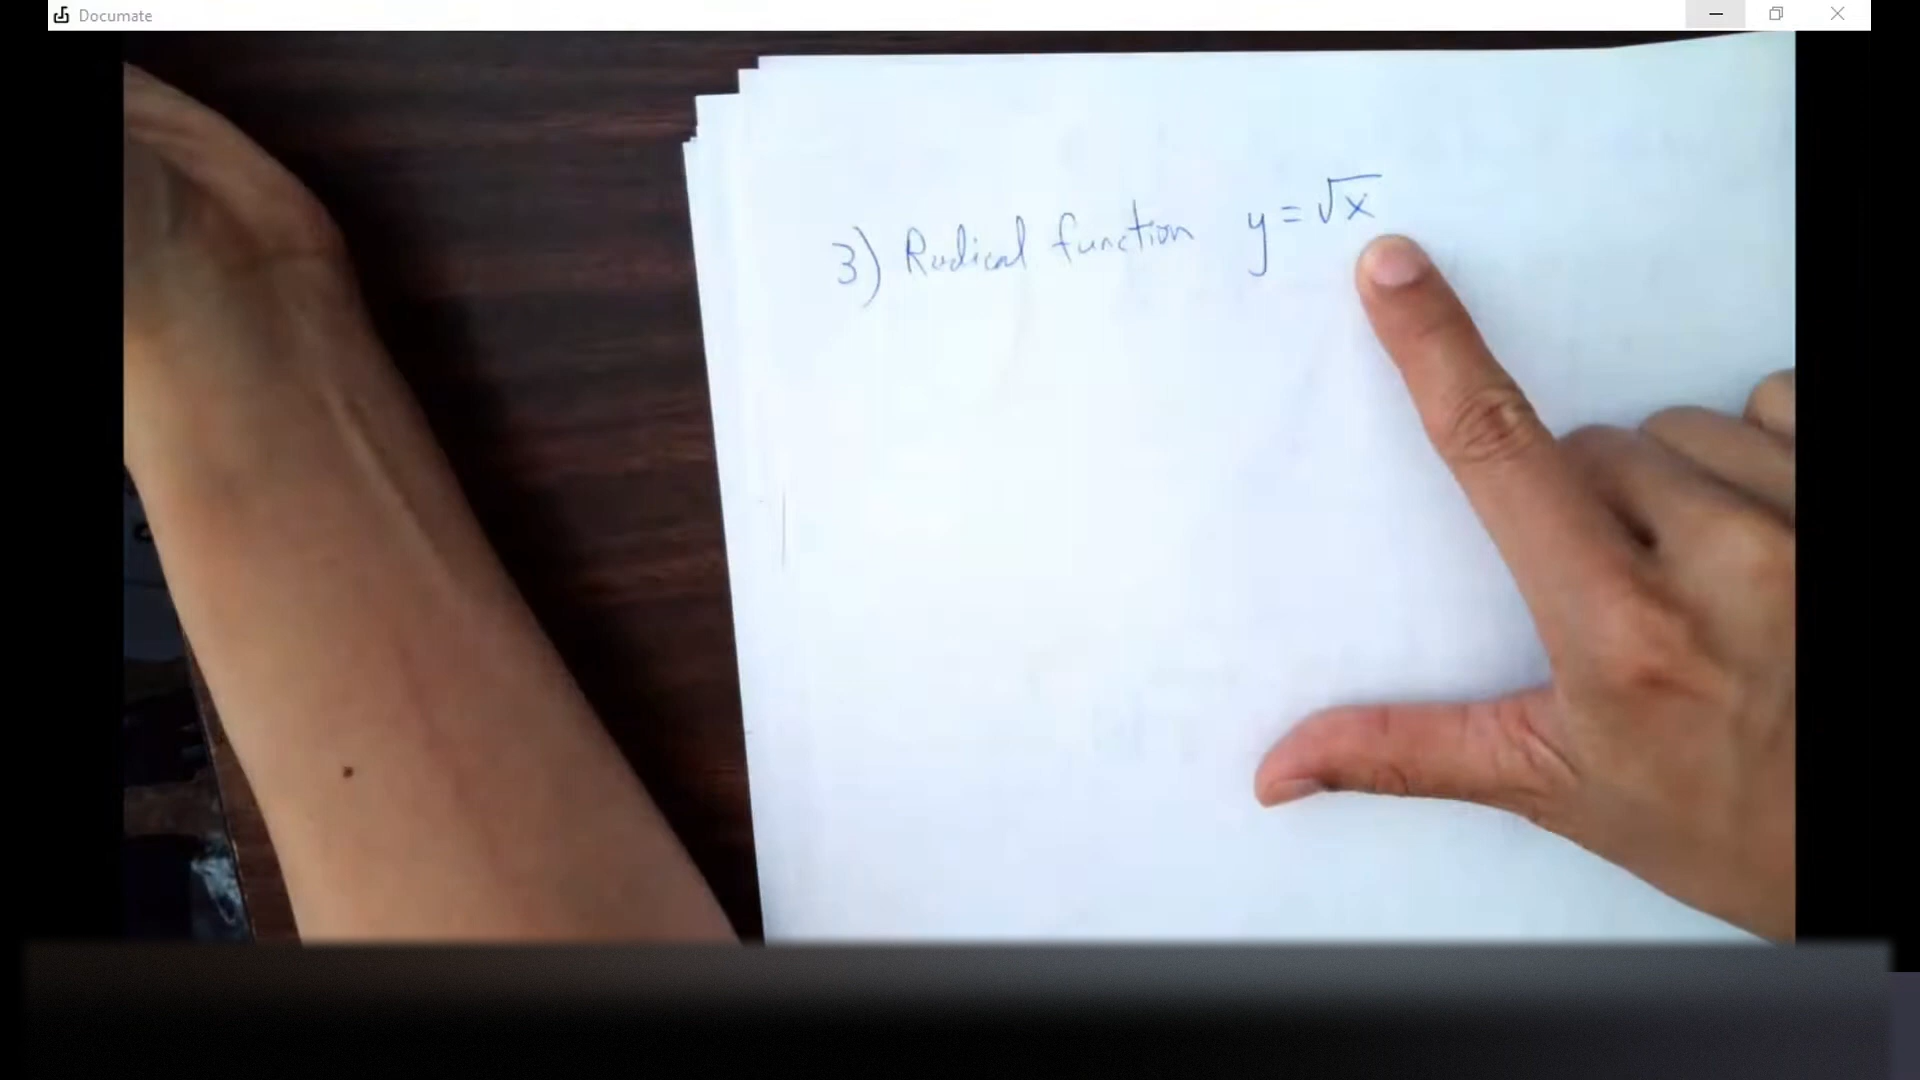 Documate
3) Radical function y = √x